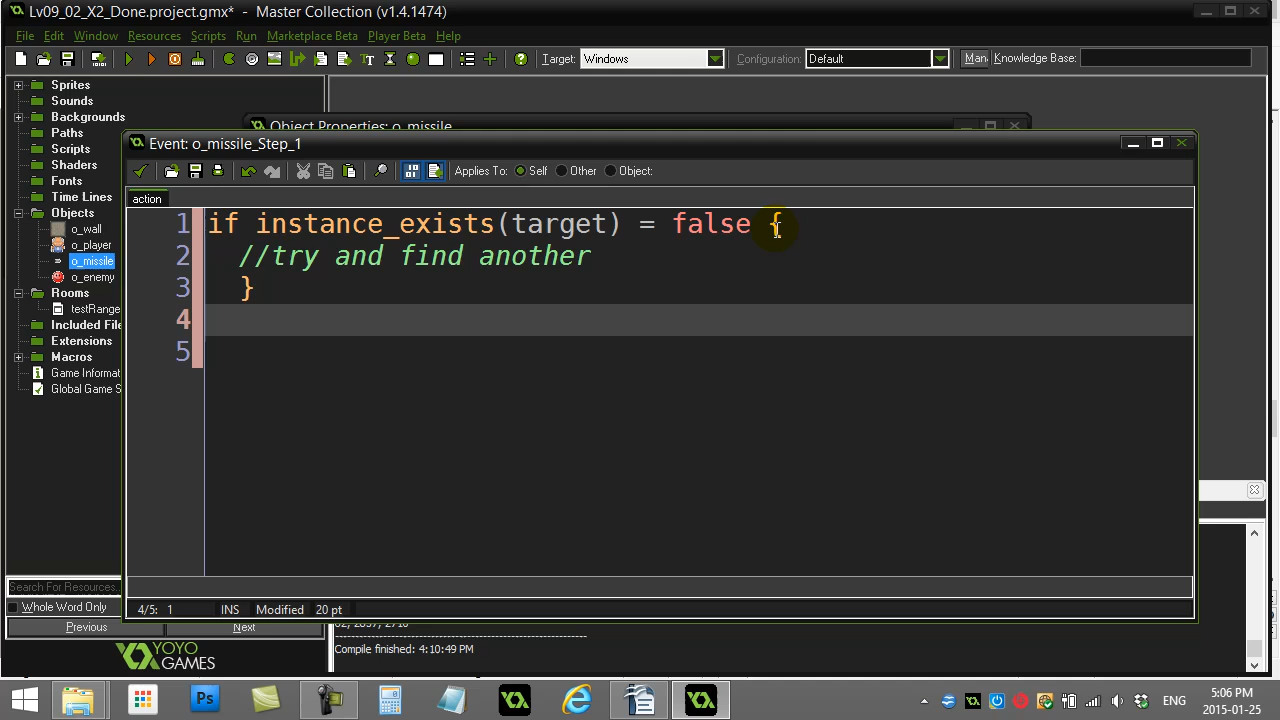 Lv09_02_X2_Done.project.gmx* - Master Collection (v1.4.1474)
File Edit Window Resources Scripts Run Marketplace Beta Player Beta Help
Target: Windows Configuration: Default Man Knowledge Base:
Sprites
Sounds
Backgrounds
Paths
Scripts
Shaders
Fonts
Time Lines
Objects
o_wall
o_player
o_missile
o_enemy
Rooms
testRange
Included File
Extensions
Macros
Game Informat
Global Game S
Search For Resources..
Whole Word Only
Previous Next
YOYO
GAMES
Object Properties: o_missile
Event: o_missile_Step_1
Applies To: Self Other Object:
action
1 if instance_exists(target) = false {
2 //try and find another
3 }
4
5
4/5: 1 INS Modified 20 pt
Compile finished: 4:10:49 PM
ENG
5:06 PM
2015-01-25